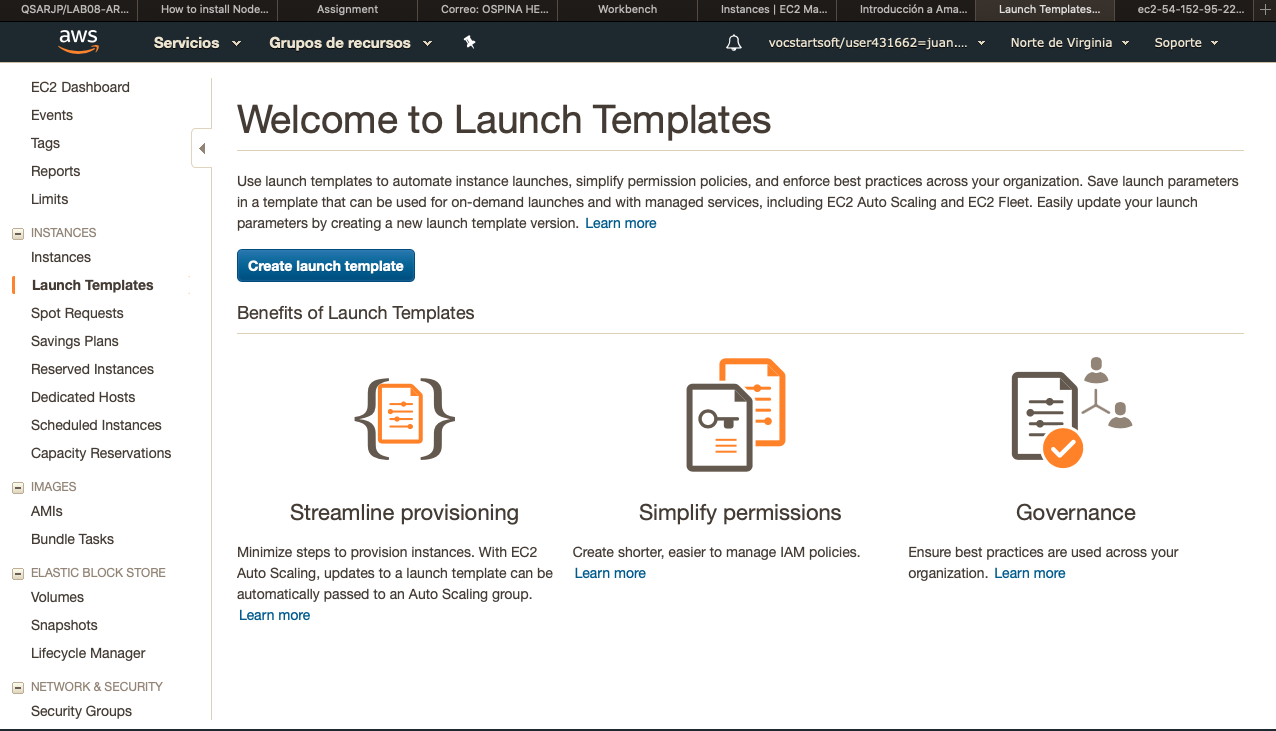 QSARJP/LAB08-AR...
How to install Node...
Assignment
Correo: OSPINA HE...
Workbench
Instances | EC2 Ma...
Introducción a Ama...
Launch Templates...
ec2-54-152-95-22...
aws
Servicios
Grupos de recursos
vocstartsoft/user431662=juan....
Norte de Virginia
Soporte
EC2 Dashboard
Events
Tags
Reports
Limits
INSTANCES
Instances
Launch Templates
Spot Requests
Savings Plans
Reserved Instances
Dedicated Hosts
Scheduled Instances
Capacity Reservations
IMAGES
AMIs
Bundle Tasks
ELASTIC BLOCK STORE
Volumes
Snapshots
Lifecycle Manager
NETWORK & SECURITY
Security Groups
Welcome to Launch Templates
Use launch templates to automate instance launches, simplify permission policies, and enforce best practices across your organization. Save launch parameters
in a template that can be used for on-demand launches and with managed services, including EC2 Auto Scaling and EC2 Fleet. Easily update your launch
parameters by creating a new launch template version. Learn more
Create launch template
Benefits of Launch Templates
Streamline provisioning
Minimize steps to provision instances. With EC2
Auto Scaling, updates to a launch template can be
automatically passed to an Auto Scaling group.
Learn more
Simplify permissions
Create shorter, easier to manage IAM policies.
Learn more
Governance
Ensure best practices are used across your
organization. Learn more